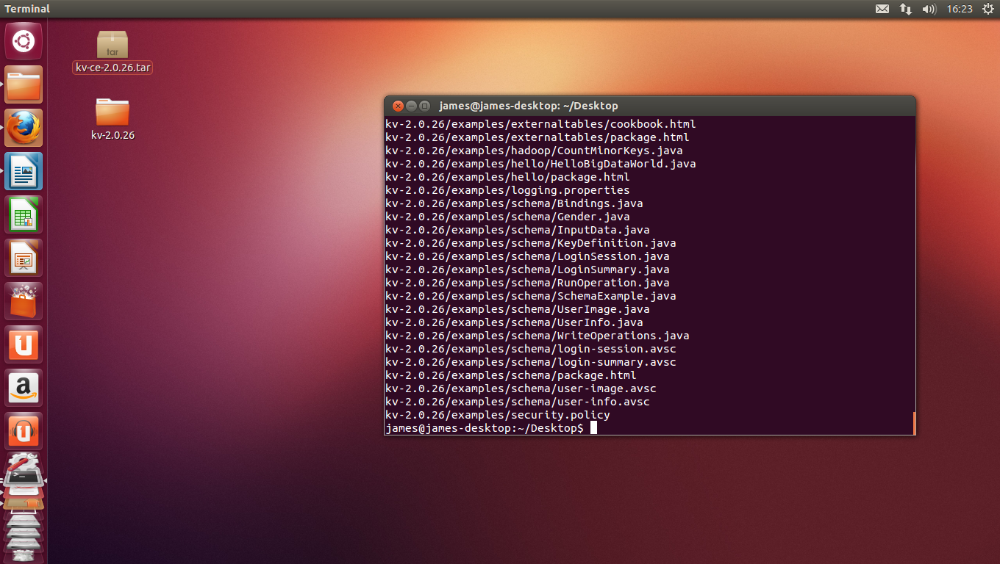 Terminal
16:23
tar
kv-ce-2.0.26.tar
kv-2.0.26
james@james-desktop: ~/Desktop
kv-2.0.26/examples/externaltables/cookbook.html
kv-2.0.26/examples/externaltables/package.html
kv-2.0.26/examples/hadoop/CountMinorKeys.java
kv-2.0.26/examples/hello/HelloBigDataWorld.java
kv-2.0.26/examples/hello/package.html
kv-2.0.26/examples/logging.properties
kv-2.0.26/examples/schema/Bindings.java
kv-2.0.26/examples/schema/Gender.java
kv-2.0.26/examples/schema/InputData.java
kv-2.0.26/examples/schema/KeyDefinition.java
kv-2.0.26/examples/schema/LoginSession.java
kv-2.0.26/examples/schema/LoginSummary.java
kv-2.0.26/examples/schema/RunOperation.java
kv-2.0.26/examples/schema/SchemaExample.java
kv-2.0.26/examples/schema/UserImage.java
kv-2.0.26/examples/schema/UserInfo.java
kv-2.0.26/examples/schema/WriteOperations.java
kv-2.0.26/examples/schema/login-session.avsc
kv-2.0.26/examples/schema/login-summary.avsc
kv-2.0.26/examples/schema/package.html
kv-2.0.26/examples/schema/user-image.avsc
kv-2.0.26/examples/schema/user-info.avsc
kv-2.0.26/examples/security.policy
james@james-desktop:~/Desktop$